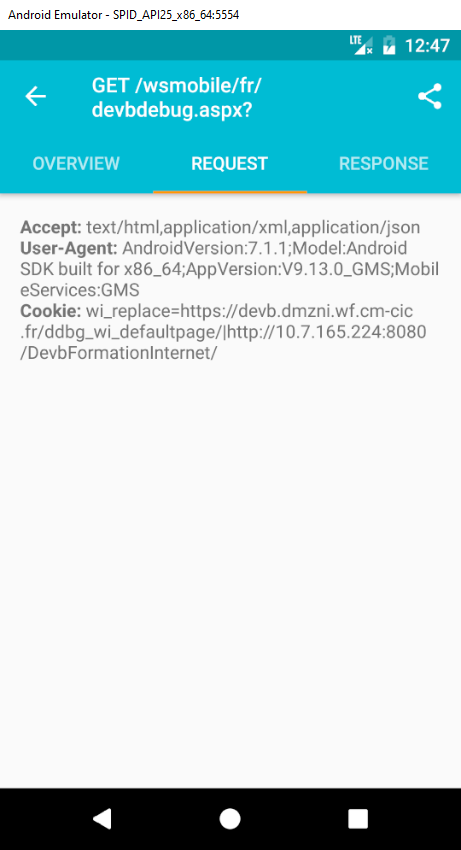 Android Emulator - SPID_API25_x86_64:5554
LTE 12:47
GET /wsmobile/fr/
devbdebug.aspx?
OVERVIEW REQUEST RESPONSE
Accept: text/html,application/xml,application/json
User-Agent: AndroidVersion:7.1.1;Model:Android
SDK built for x86_64;AppVersion:V9.13.0_GMS;Mobil
eServices:GMS
Cookie: wi_replace=https://devb.dmzni.wf.cm-cic
.fr/ddbg_wi_defaultpage/|http://10.7.165.224:8080
/DevbFormationInternet/